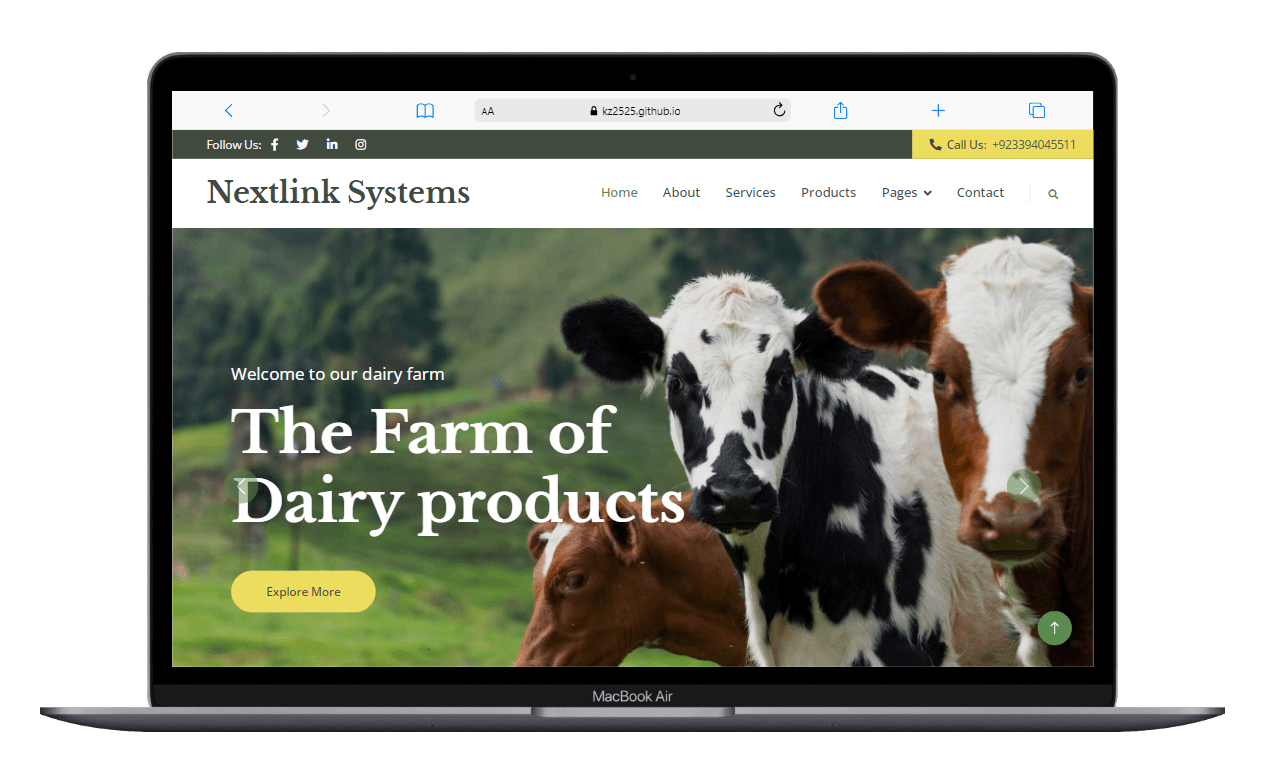 AA kz2525.github.io
Follow Us: Call Us: +923394045511
Nextlink Systems Home About Services Products Pages Contact
Welcome to our dairy farm
The Farm of
Dairy products
Explore More
MacBook Air